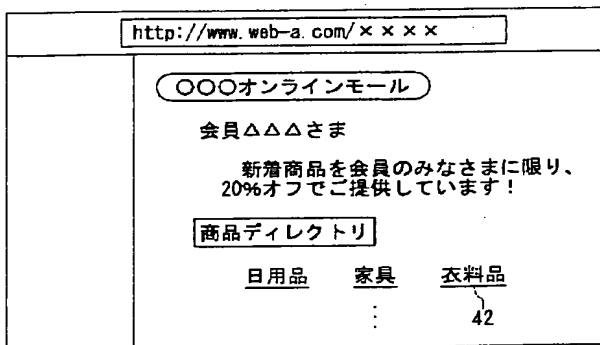 http://www.web-a.com/××××
○○○オンラインモール
会員△△△さま
新着商品を会員のみなさまに限り、
20%オフでご提供しています！
商品ディレクトリ
日用品 家具 衣料品
⋮ 42